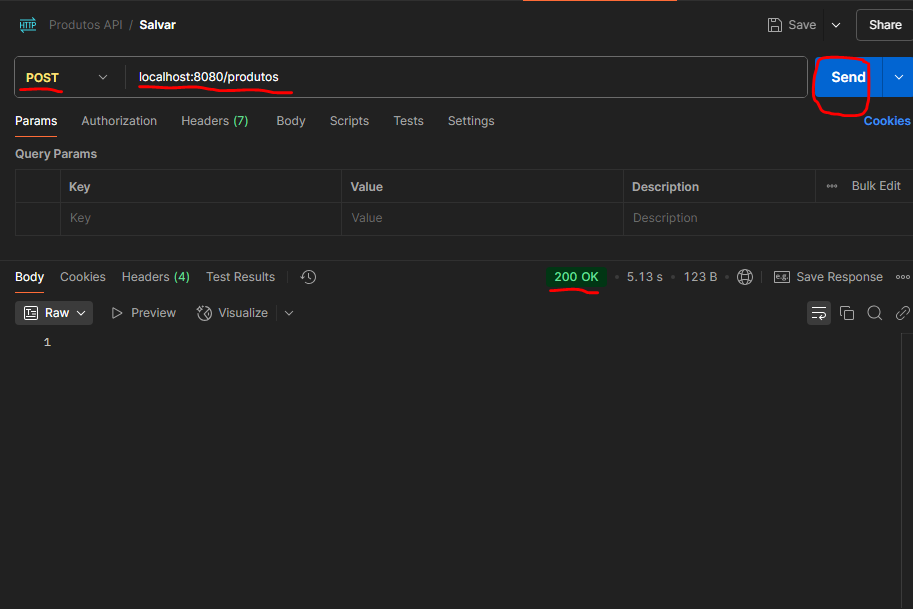 HTTP Produtos API / Salvar Save Share
POST localhost:8080/produtos Send
Params Authorization Headers (7) Body Scripts Tests Settings Cookies
Query Params
Key Value Description Bulk Edit
Key Value Description
Body Cookies Headers (4) Test Results 200 OK 5.13 s 123 B e.g. Save Response
Raw Preview Visualize
1